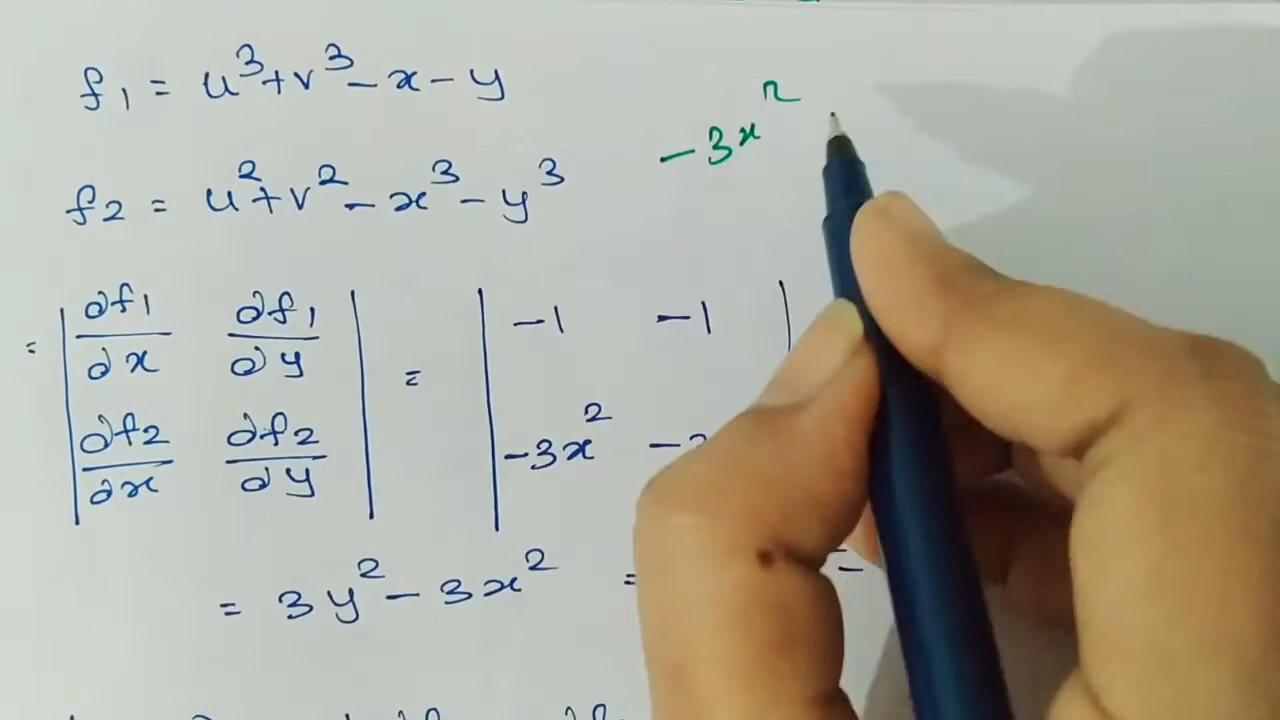 f₁ = u³+v³-x-y
-3x²
f₂ = u²+v²-x³-y³
= | ∂f₁/∂x ∂f₁/∂y | = | -1 -1 |
| ∂f₂/∂x ∂f₂/∂y | | -3x² -
= 3y²-3x² = =